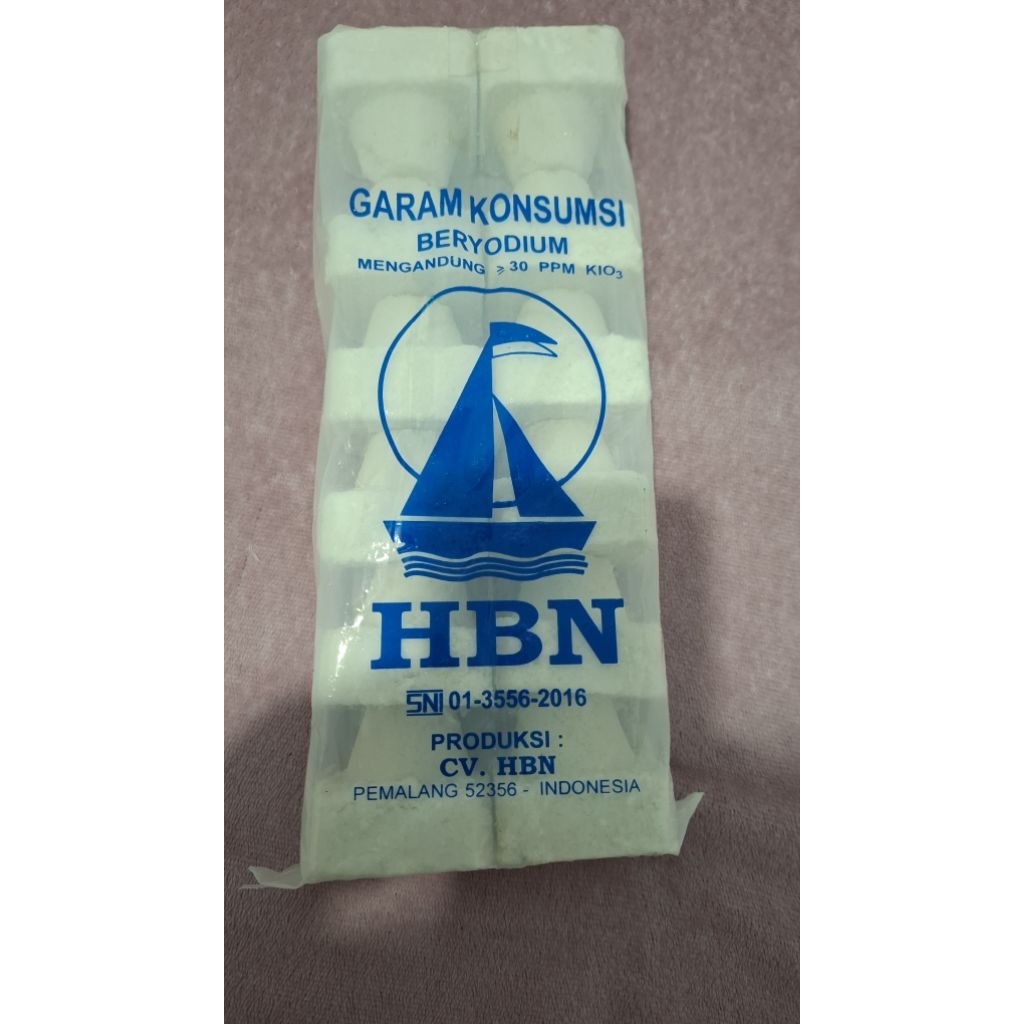 GARAM KONSUMSI
BERYODIUM
MENGANDUNG ⩾ 30 PPM KIO₃
HBN
SNI 01-3556-2016
PRODUKSI :
CV. HBN
PEMALANG 52356 - INDONESIA